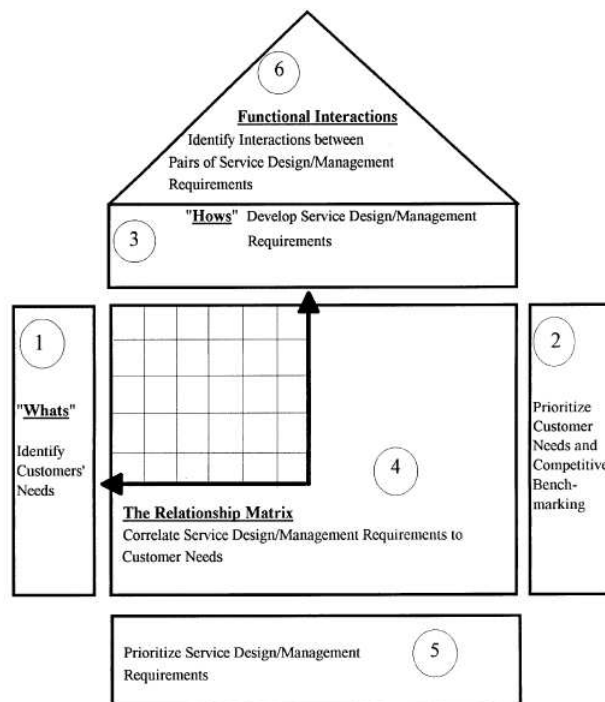 6
Functional Interactions
Identify Interactions between
Pairs of Service Design/Management
Requirements
"Hows" Develop Service Design/Management
Requirements
3
1
"Whats"
Identify
Customers'
Needs
2
Prioritize
Customer
Needs and
Competitive
Bench-
marking
4
The Relationship Matrix
Correlate Service Design/Management Requirements to
Customer Needs
Prioritize Service Design/Management
Requirements
5